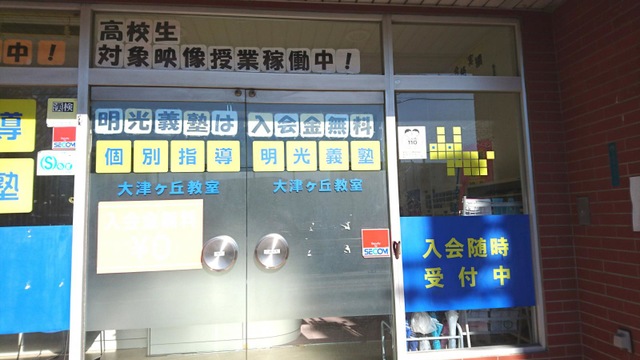 中！
高校生
対象映像授業稼働中！
明光義塾は 入会金無料
導
個別指導 明光義塾
塾
大津ヶ丘教室
大津ヶ丘教室
SECOM
SECOM
110
入会随時
受付中